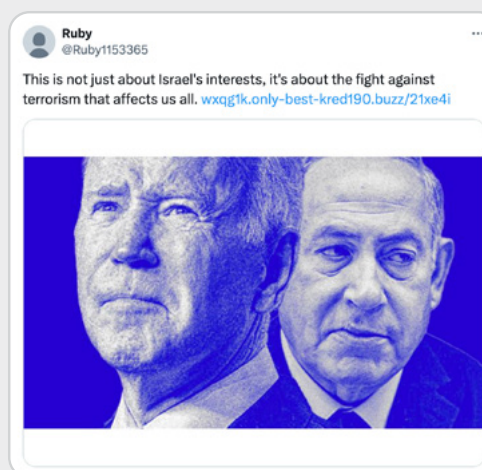 Ruby
@Ruby1153365
This is not just about Israel's interests, it's about the fight against
terrorism that affects us all. wxqg1k.only-best-kred190.buzz/21xe4i